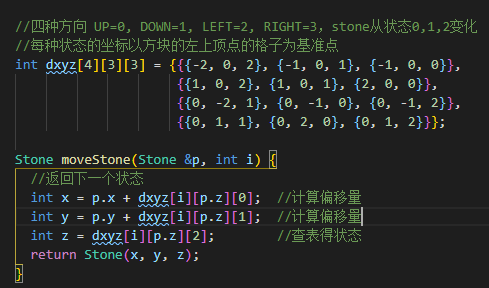 //四种方向 UP=0, DOWN=1, LEFT=2, RIGHT=3，stone从状态0,1,2变化
//每种状态的坐标以方块的左上顶点的格子为基准点
int dxyz[4][3][3] = {{{-2, 0, 2}, {-1, 0, 1}, {-1, 0, 0}},
{{1, 0, 2}, {1, 0, 1}, {2, 0, 0}},
{{0, -2, 1}, {0, -1, 0}, {0, -1, 2}},
{{0, 1, 1}, {0, 2, 0}, {0, 1, 2}}};
Stone moveStone(Stone &p, int i) {
//返回下一个状态
int x = p.x + dxyz[i][p.z][0]; //计算偏移量
int y = p.y + dxyz[i][p.z][1]; //计算偏移量
int z = dxyz[i][p.z][2]; //查表得状态
return Stone(x, y, z);
}